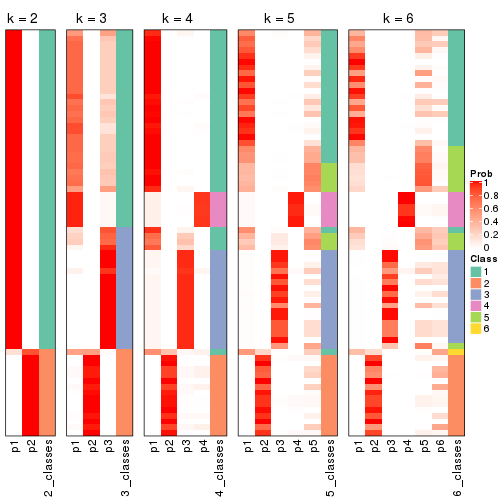 k = 2
k = 3
k = 4
k = 5
k = 6
p1
p2
2_classes
p1
p2
p3
3_classes
p1
p2
p3
p4
4_classes
p1
p2
p3
p4
p5
5_classes
p1
p2
p3
p4
p5
p6
6_classes
Prob
1
0.8
0.6
0.4
0.2
0
Class
1
2
3
4
5
6